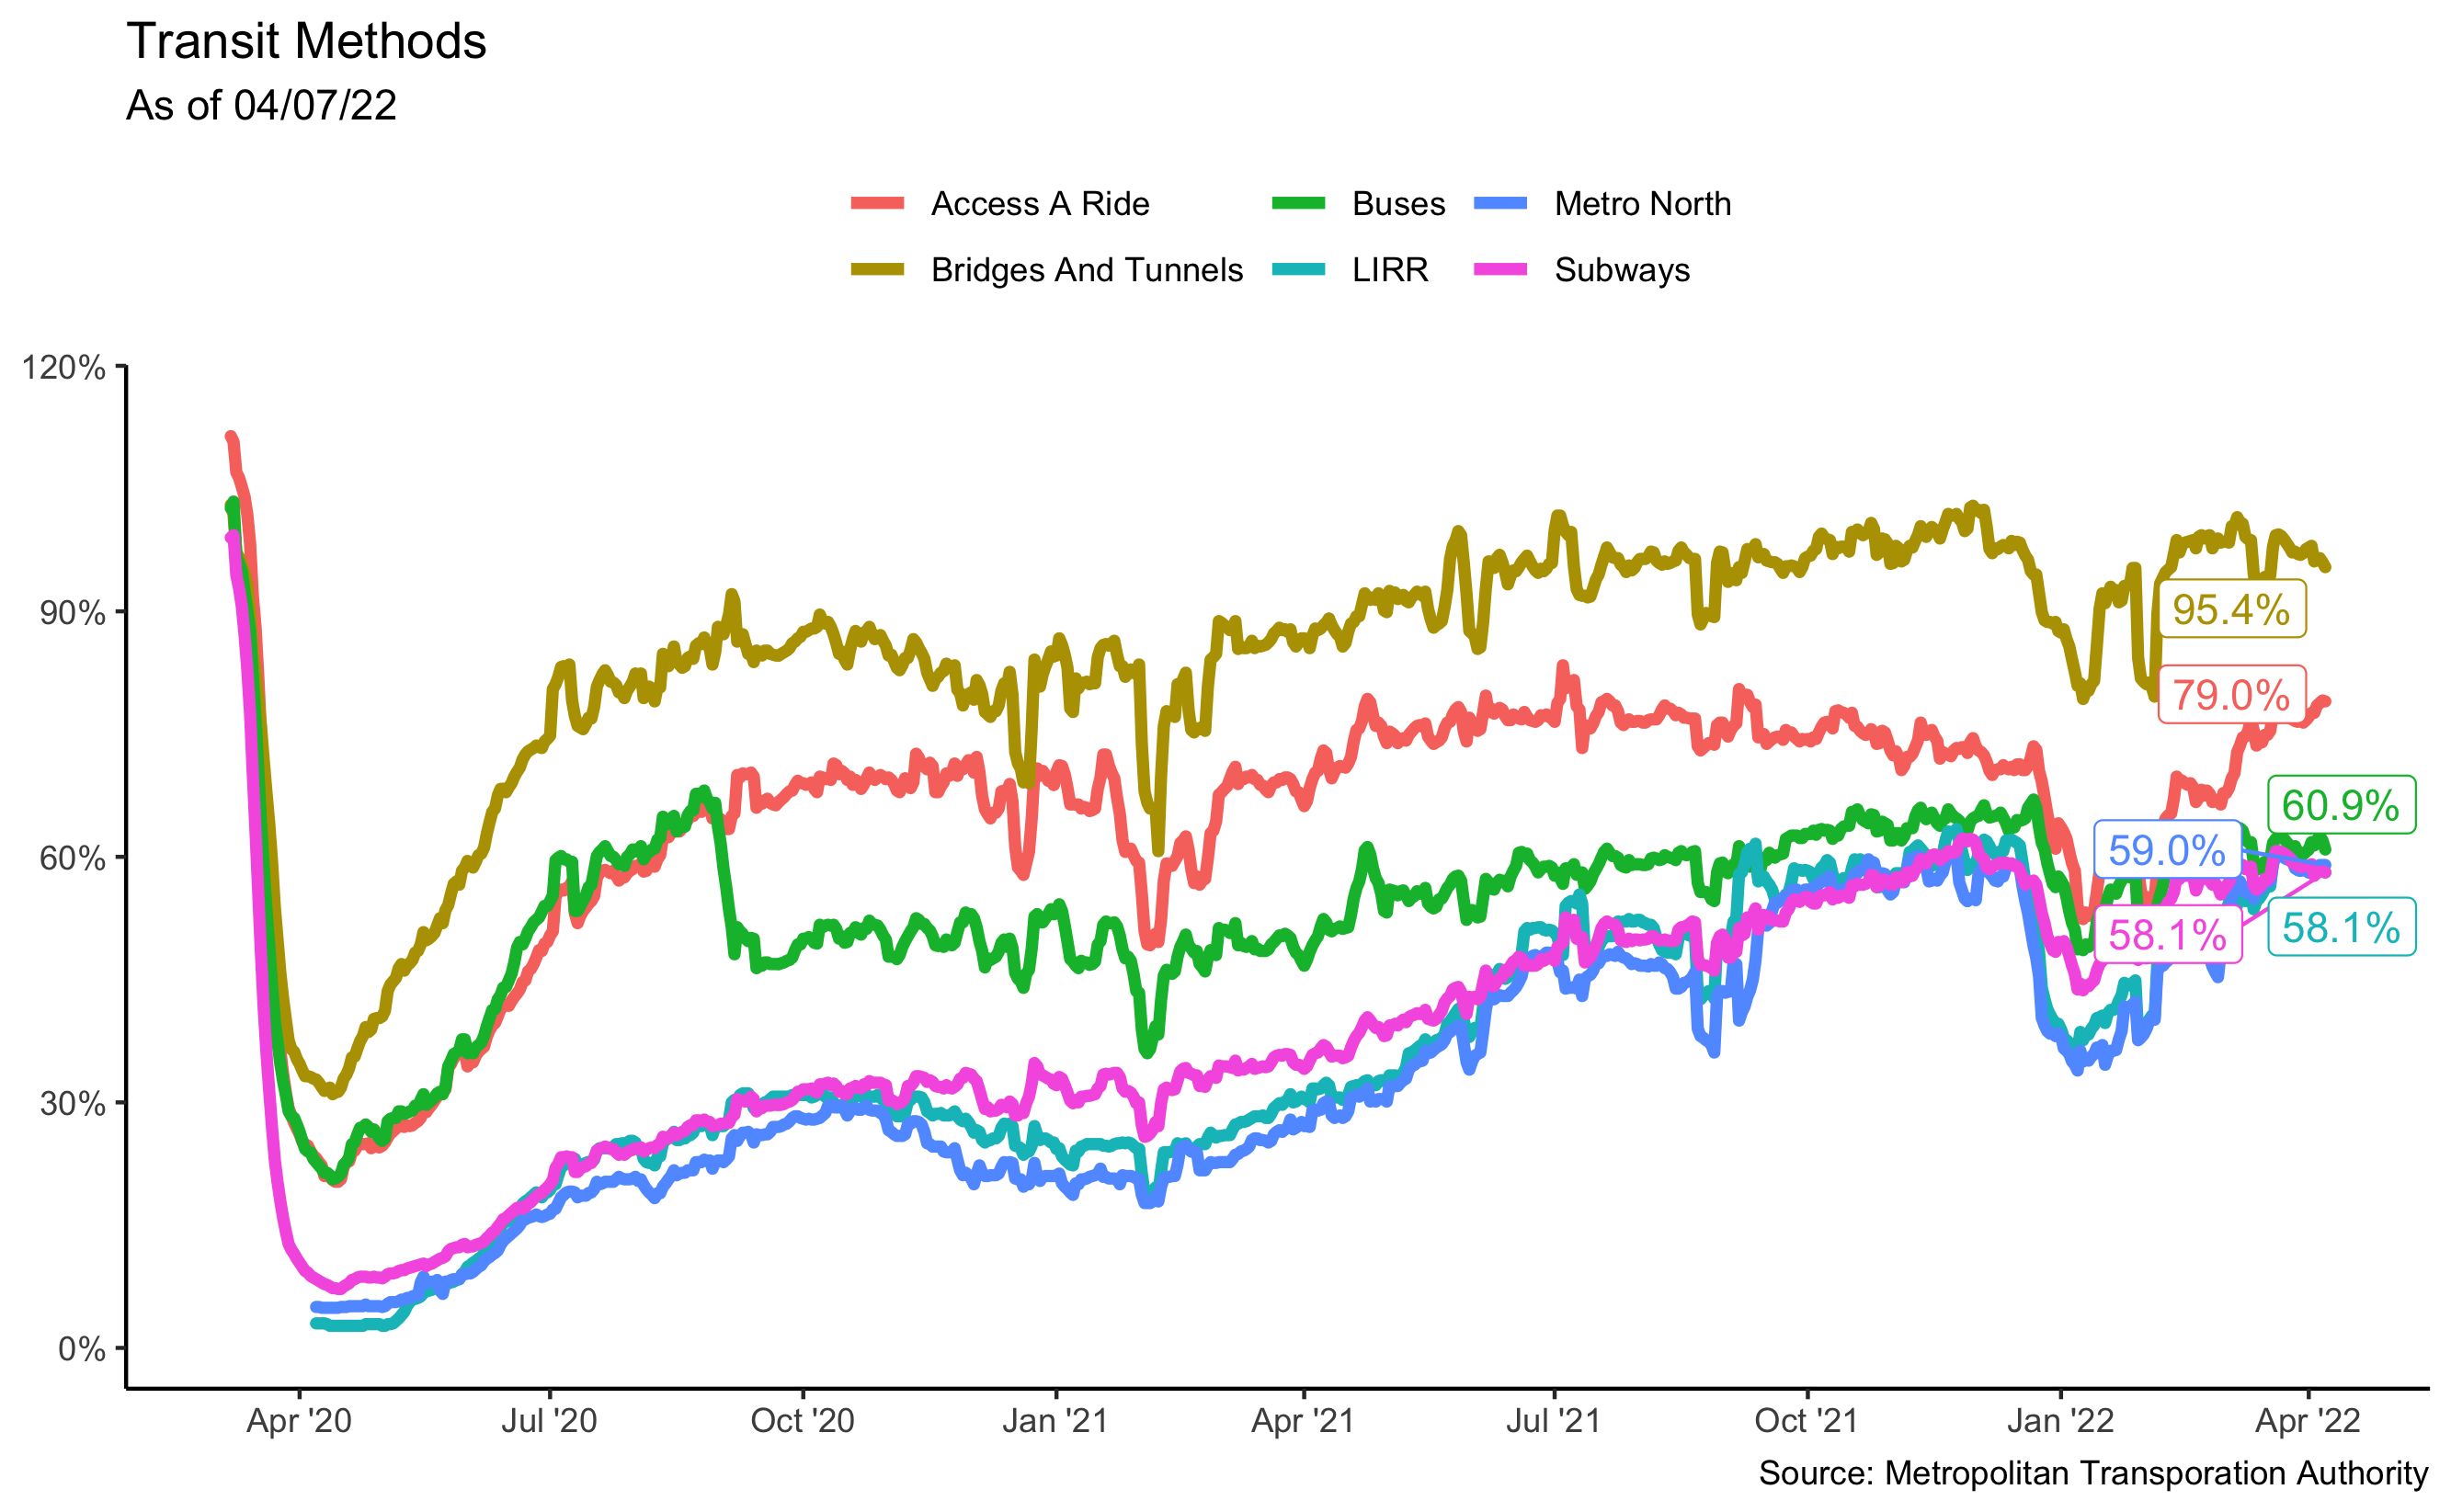 Transit Methods
As of 04/07/22
Access A Ride Buses Metro North
Bridges And Tunnels LIRR Subways
120%
90%
60%
30%
0%
95.4%
79.0%
60.9%
59.0%
58.1%
58.1%
Apr '20 Jul '20 Oct '20 Jan '21 Apr '21 Jul '21 Oct '21 Jan '22 Apr '22
Source: Metropolitan Transporation Authority